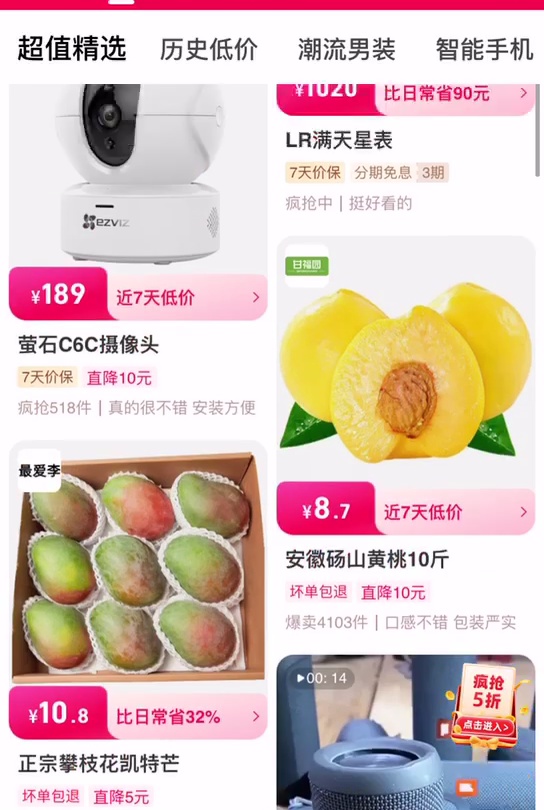 超值精选
历史低价
潮流男装
智能手机
ezviz
¥189
近7天低价
萤石C6C摄像头
7天价保 直降10元
疯抢518件 | 真的很不错 安装方便
最爱李
¥10.8
比日常省32%
正宗攀枝花凯特芒
坏单包退 直降5元
¥1020
比日常省90元
LR满天星表
7天价保 分期免息 3期
疯抢中 | 挺好看的
甘福园
¥8.7
近7天低价
安徽砀山黄桃10斤
坏单包退 直降10元
爆卖4103件 | 口感不错 包装严实
00: 14
疯抢
5折
点击进入>